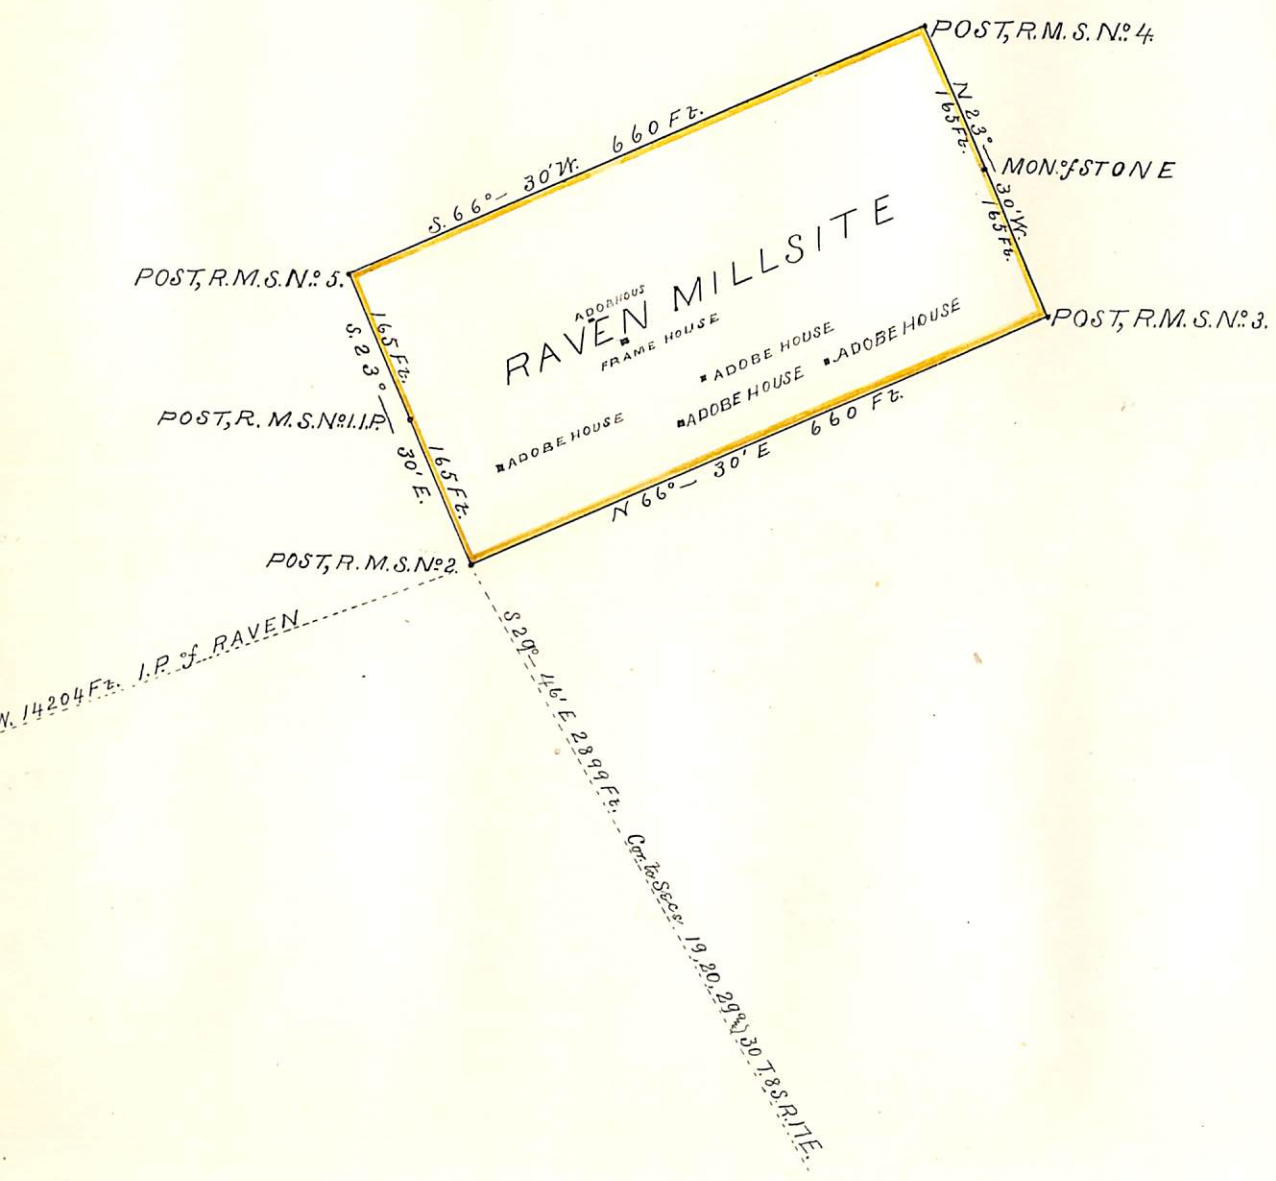 POST, R.M.S. Nº 4.
N 23°— 30'W.
165 Ft.
MON. of STONE
165 Ft.
S. 66°— 30'W. 660 Ft.
POST, R.M.S. Nº 5.
POST, R.M.S. Nº 3.
RAVEN MILLSITE
ADOBHOUS
FRAME HOUSE
ADOBE HOUSE
ADOBE HOUSE
ADOBE HOUSE
ADOBE HOUSE
165 Ft.
S. 23°— 30' E.
POST, R. M. S. Nº 1. I.P.
165 Ft.
N 66°— 30' E 660 Ft.
POST, R. M. S. Nº 2.
W. 14204 Ft. I.P. of RAVEN
S 29°— 46' E 2899 Ft. Cor. to Secs. 19, 20, 29 & 30 T. 8 S. R. 17 E.